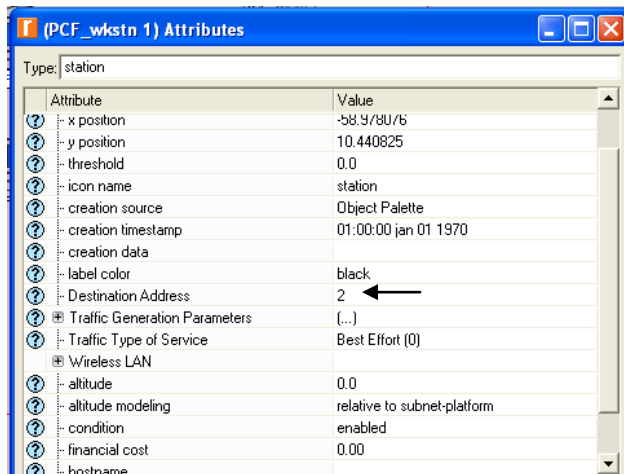 (PCF_wkstn 1) Attributes
Type: station
Attribute Value
x position -58.978076
y position 10.440825
threshold 0.0
icon name station
creation source Object Palette
creation timestamp 01:00:00 jan 01 1970
creation data
label color black
Destination Address 2
Traffic Generation Parameters (...)
Traffic Type of Service Best Effort (0)
Wireless LAN
altitude 0.0
altitude modeling relative to subnet-platform
condition enabled
financial cost 0.00
hostname